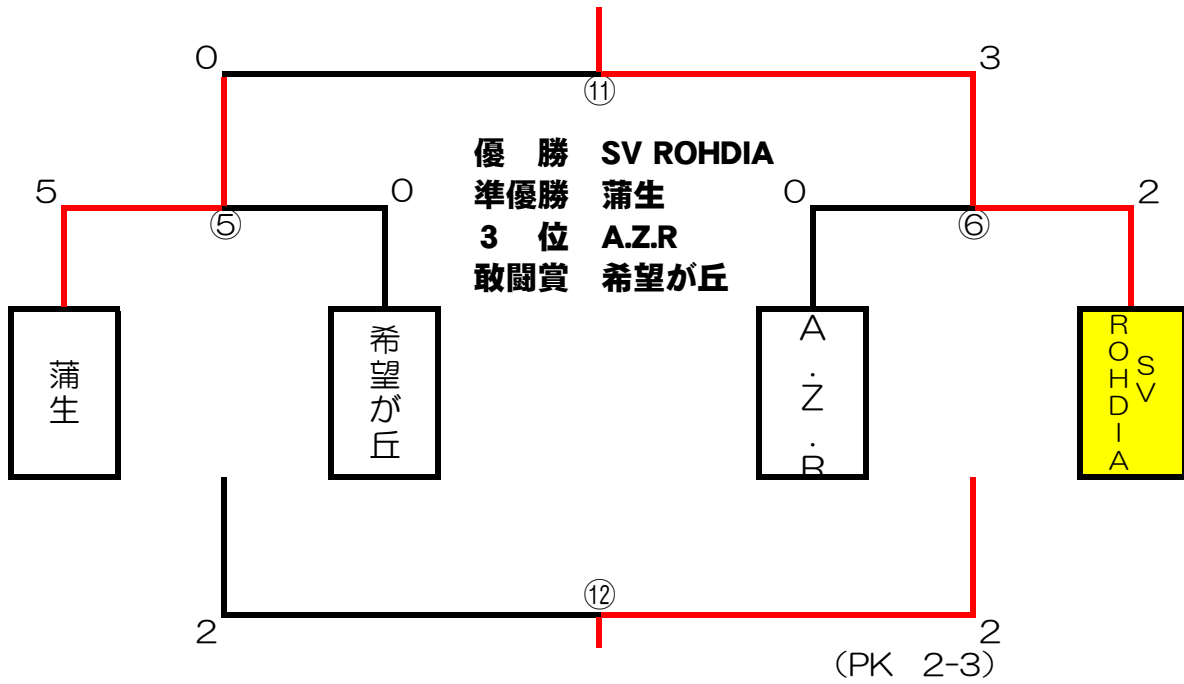 0
3
⑪
優　勝　SV ROHDIA
準優勝　蒲生
3　位　A.Z.R
敢闘賞　希望が丘
5
0
0
2
⑤
⑥
蒲生
希望が丘
A.Z.R
SV
ROHDIA
⑫
2
2
(PK 2-3)